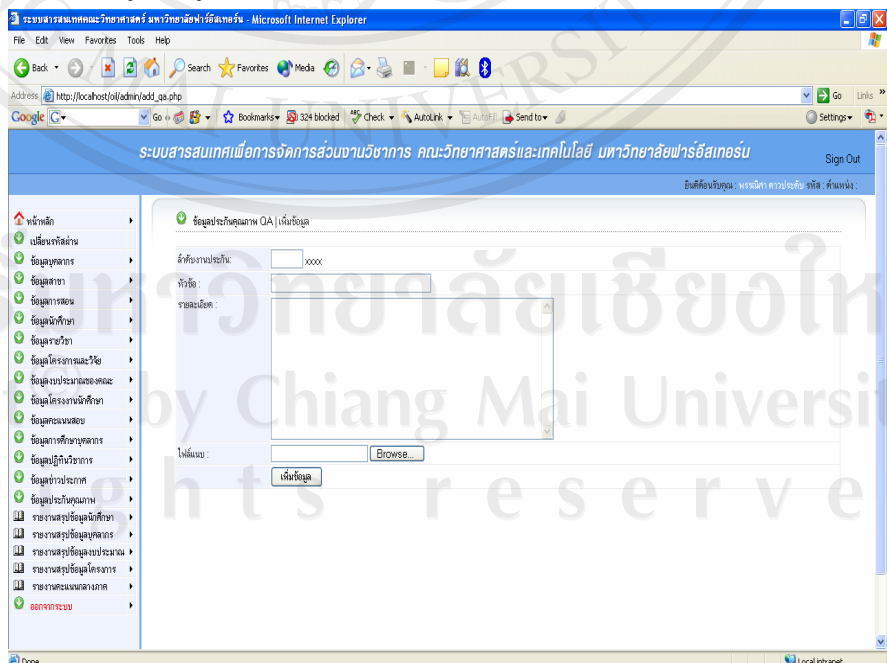 ระบบสารสนเทศคณะวิทยาศาสตร์ มหาวิทยาลัยฟาร์อีสเทอร์น - Microsoft Internet Explorer
File Edit View Favorites Tools Help
Back Search Favorites Media
Address http://localhost/oil/admin/add_qa.php Go Links »
Google G Go Bookmarks 324 blocked Check AutoLink AutoFill Send to Settings
ระบบสารสนเทศเพื่อการจัดการส่วนงานวิชาการ คณะวิทยาศาสตร์และเทคโนโลยี มหาวิทยาลัยฟาร์อีสเทอร์น
Sign Out
ยินดีต้อนรับคุณ : พรรณิศา ดาวประดับ รหัส : ตำแหน่ง :
หน้าหลัก
เปลี่ยนรหัสผ่าน
ข้อมูลบุคลากร
ข้อมูลสาขา
ข้อมูลการสอน
ข้อมูลนักศึกษา
ข้อมูลรายวิชา
ข้อมูลโครงการและวิจัย
ข้อมูลงบประมาณของคณะ
ข้อมูลโครงงานนักศึกษา
ข้อมูลคะแนนสอบ
ข้อมูลการศึกษาบุคลากร
ข้อมูลปฏิทินวิชาการ
ข้อมูลข่าวประกาศ
ข้อมูลประกันคุณภาพ
รายงานสรุปข้อมูลนักศึกษา
รายงานสรุปข้อมูลบุคลากร
รายงานสรุปข้อมูลงบประมาณ
รายงานสรุปข้อมูลโครงการ
รายงานคะแนนกลางภาค
ออกจากระบบ
ข้อมูลประกันคุณภาพ QA | เพิ่มข้อมูล
ลำดับงานประกัน: xxxx
หัวข้อ :
รายละเอียด :
ไฟล์แนบ : Browse...
เพิ่มข้อมูล
Done Local intranet
UNIVERS
ทยาลัยเชียงให
by Chiang Mai Universi
ights reserve